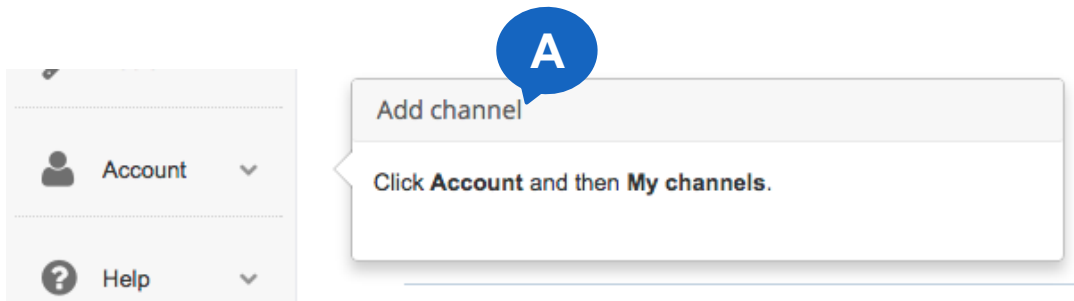 A
Add channel
Account
Click Account and then My channels.
Help